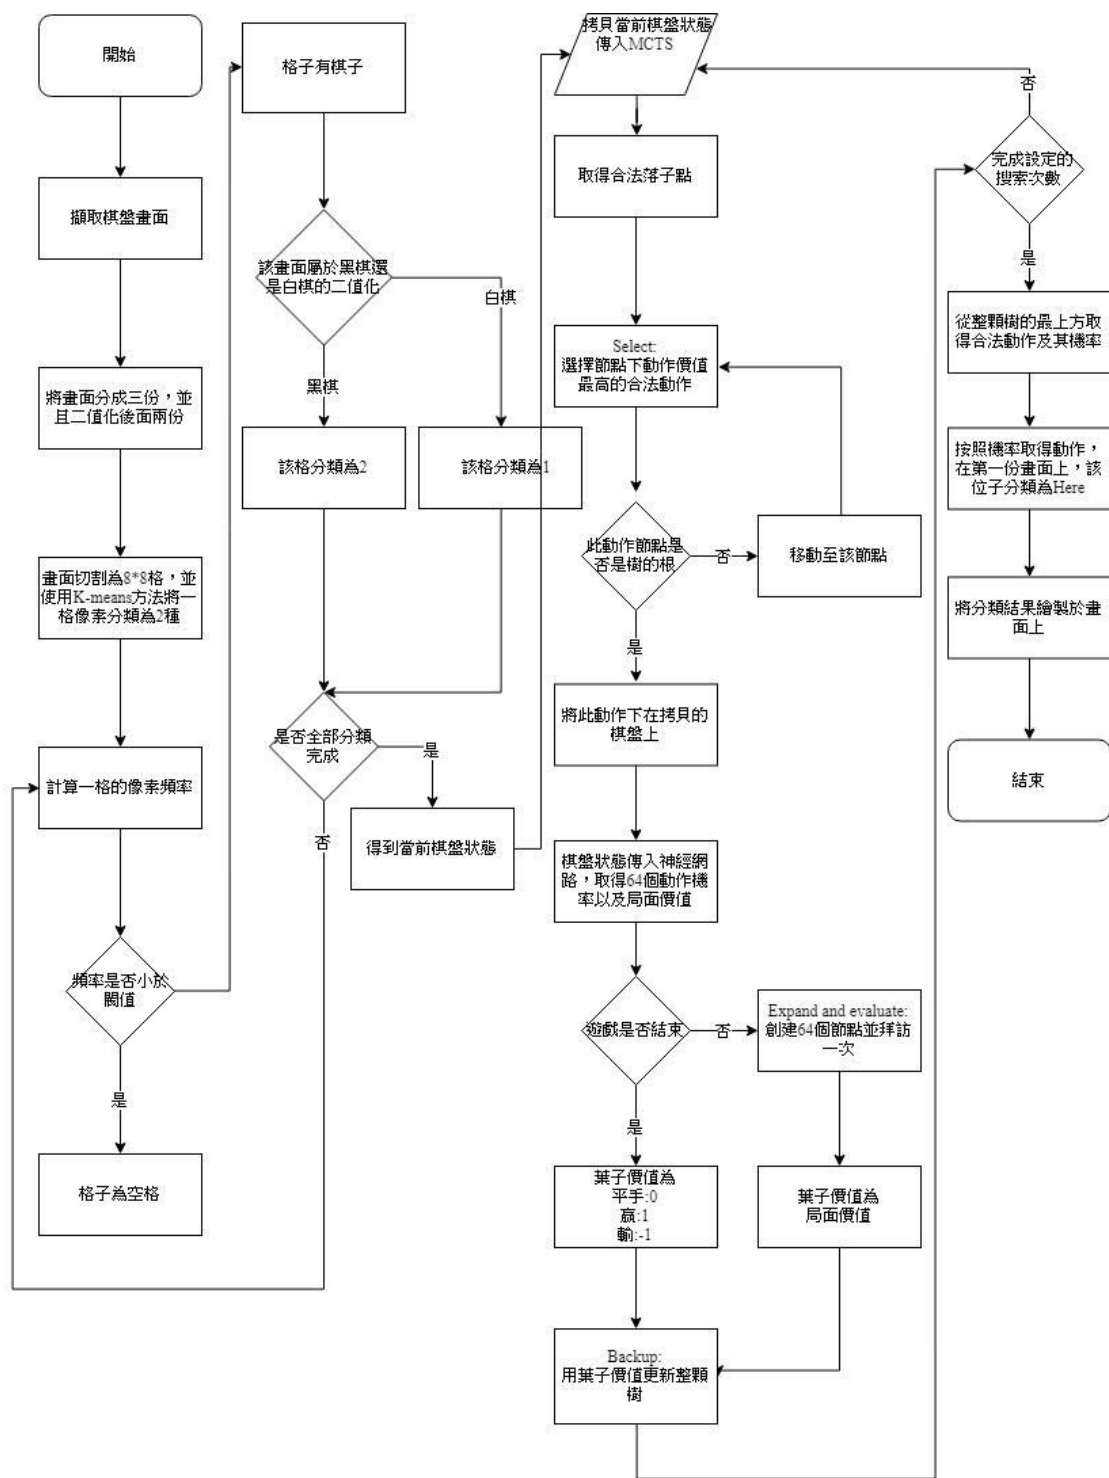 開始
擷取棋盤畫面
將畫面分成三份，並
且二值化後面兩份
畫面切割為8*8格，並
使用K-means方法將一
格像素分類為2種
計算一格的像素頻率
頻率是否小於
閾值
是
格子為空格
格子有棋子
該畫面屬於黑棋還
是白棋的二值化
白棋
黑棋
該格分類為2
該格分類為1
是否全部分類
完成
是
否
得到當前棋盤狀態
拷貝當前棋盤狀態
傳入MCTS
取得合法落子點
Select:
選擇節點下動作價值
最高的合法動作
此動作節點是
否是樹的根
否
移動至該節點
是
將此動作下在拷貝的
棋盤上
棋盤狀態傳入神經網
路，取得64個動作機
率以及局面價值
遊戲是否結束
否
Expand and evaluate:
創建64個節點並拜訪
一次
是
葉子價值為
平手:0
贏:1
輸:-1
葉子價值為
局面價值
Backup:
用葉子價值更新整顆
樹
否
完成設定的
搜索次數
是
從整顆樹的最上方取
得合法動作及其機率
按照機率取得動作，
在第一份畫面上，該
位子分類為Here
將分類結果繪製於畫
面上
結束